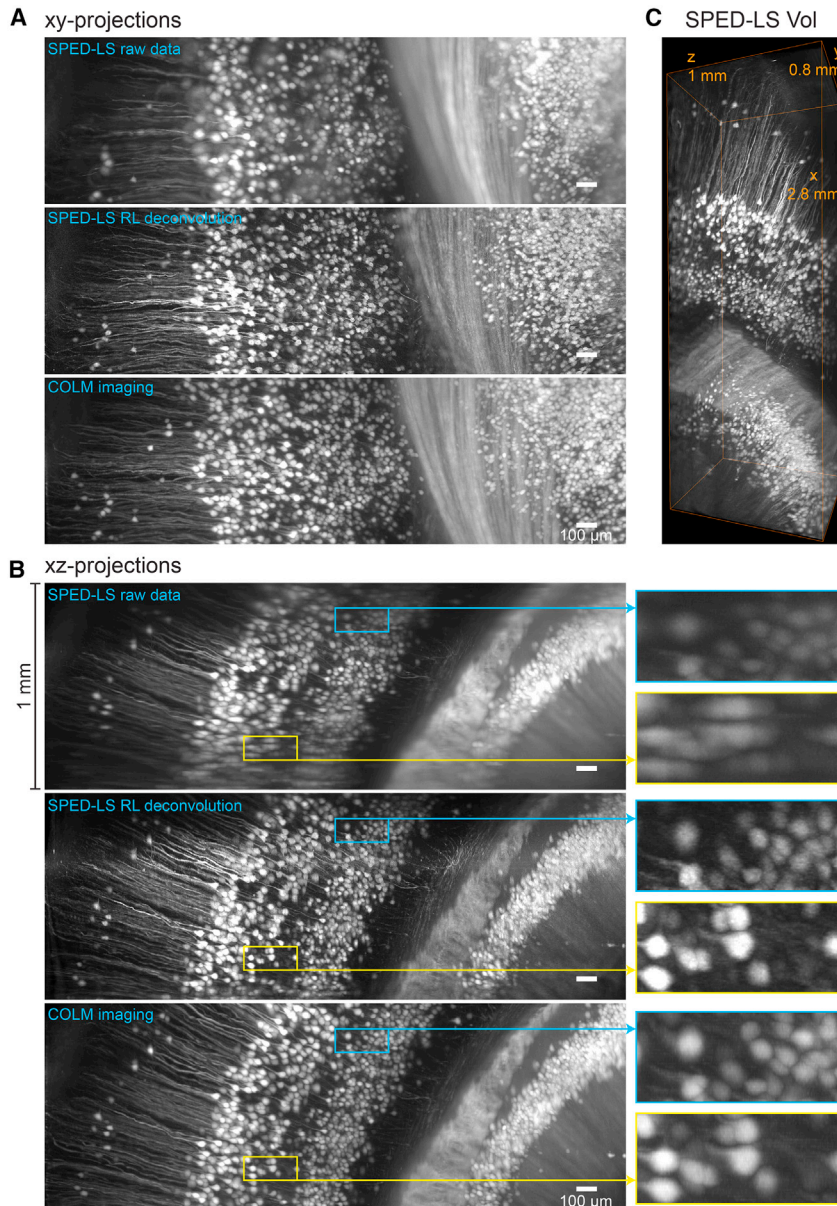 A xy-projections
SPED-LS raw data
SPED-LS RL deconvolution
COLM imaging
100 µm
C SPED-LS Vol
z
1 mm
y
0.8 mm
x
2.8 mm
B xz-projections
1 mm
SPED-LS raw data
SPED-LS RL deconvolution
COLM imaging
100 µm